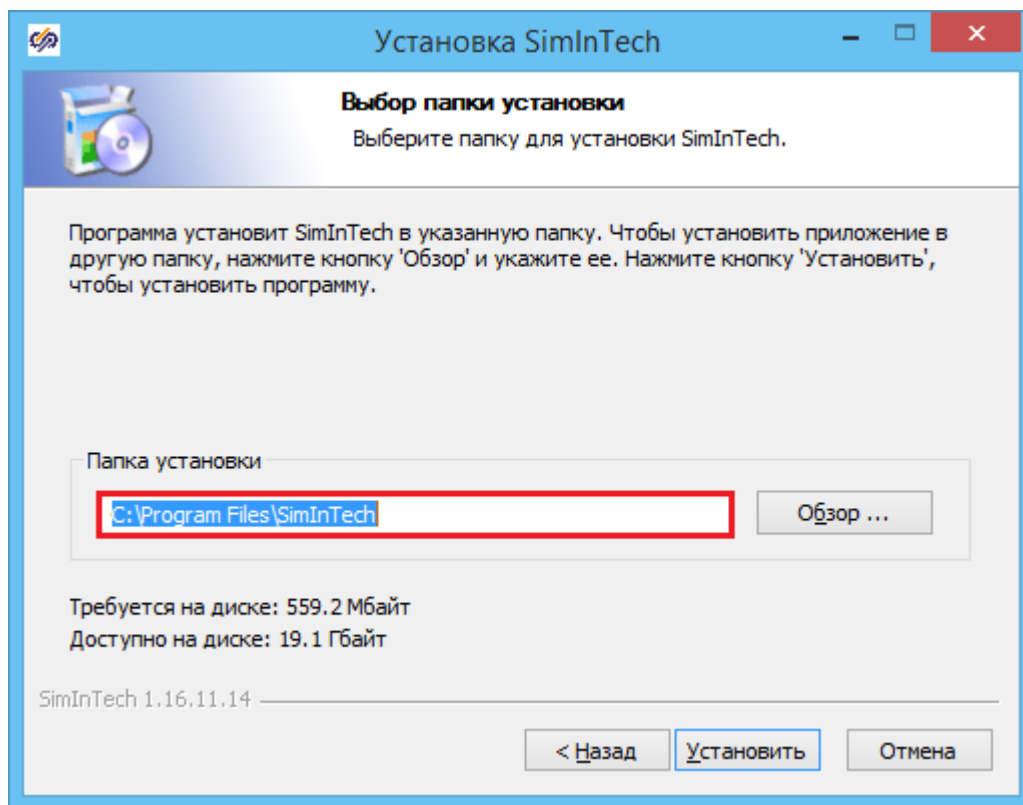 Установка SimInTech
Выбор папки установки
Выберите папку для установки SimInTech.
Программа установит SimInTech в указанную папку. Чтобы установить приложение в
другую папку, нажмите кнопку 'Обзор' и укажите ее. Нажмите кнопку 'Установить',
чтобы установить программу.
Папка установки
C:\Program Files\SimInTech
Обзор ...
Требуется на диске: 559.2 Мбайт
Доступно на диске: 19.1 Гбайт
SimInTech 1.16.11.14
< Назад
Установить
Отмена